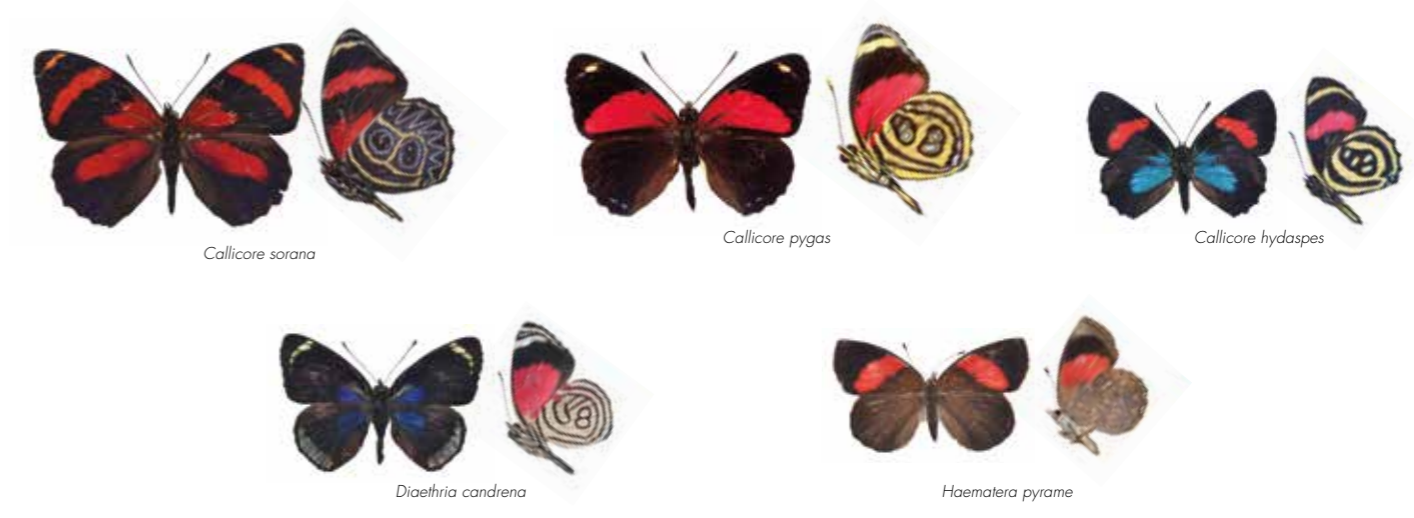 Callicore sorana
Callicore pygas
Callicore hydaspes
Diaethria candrena
Haematera pyrame